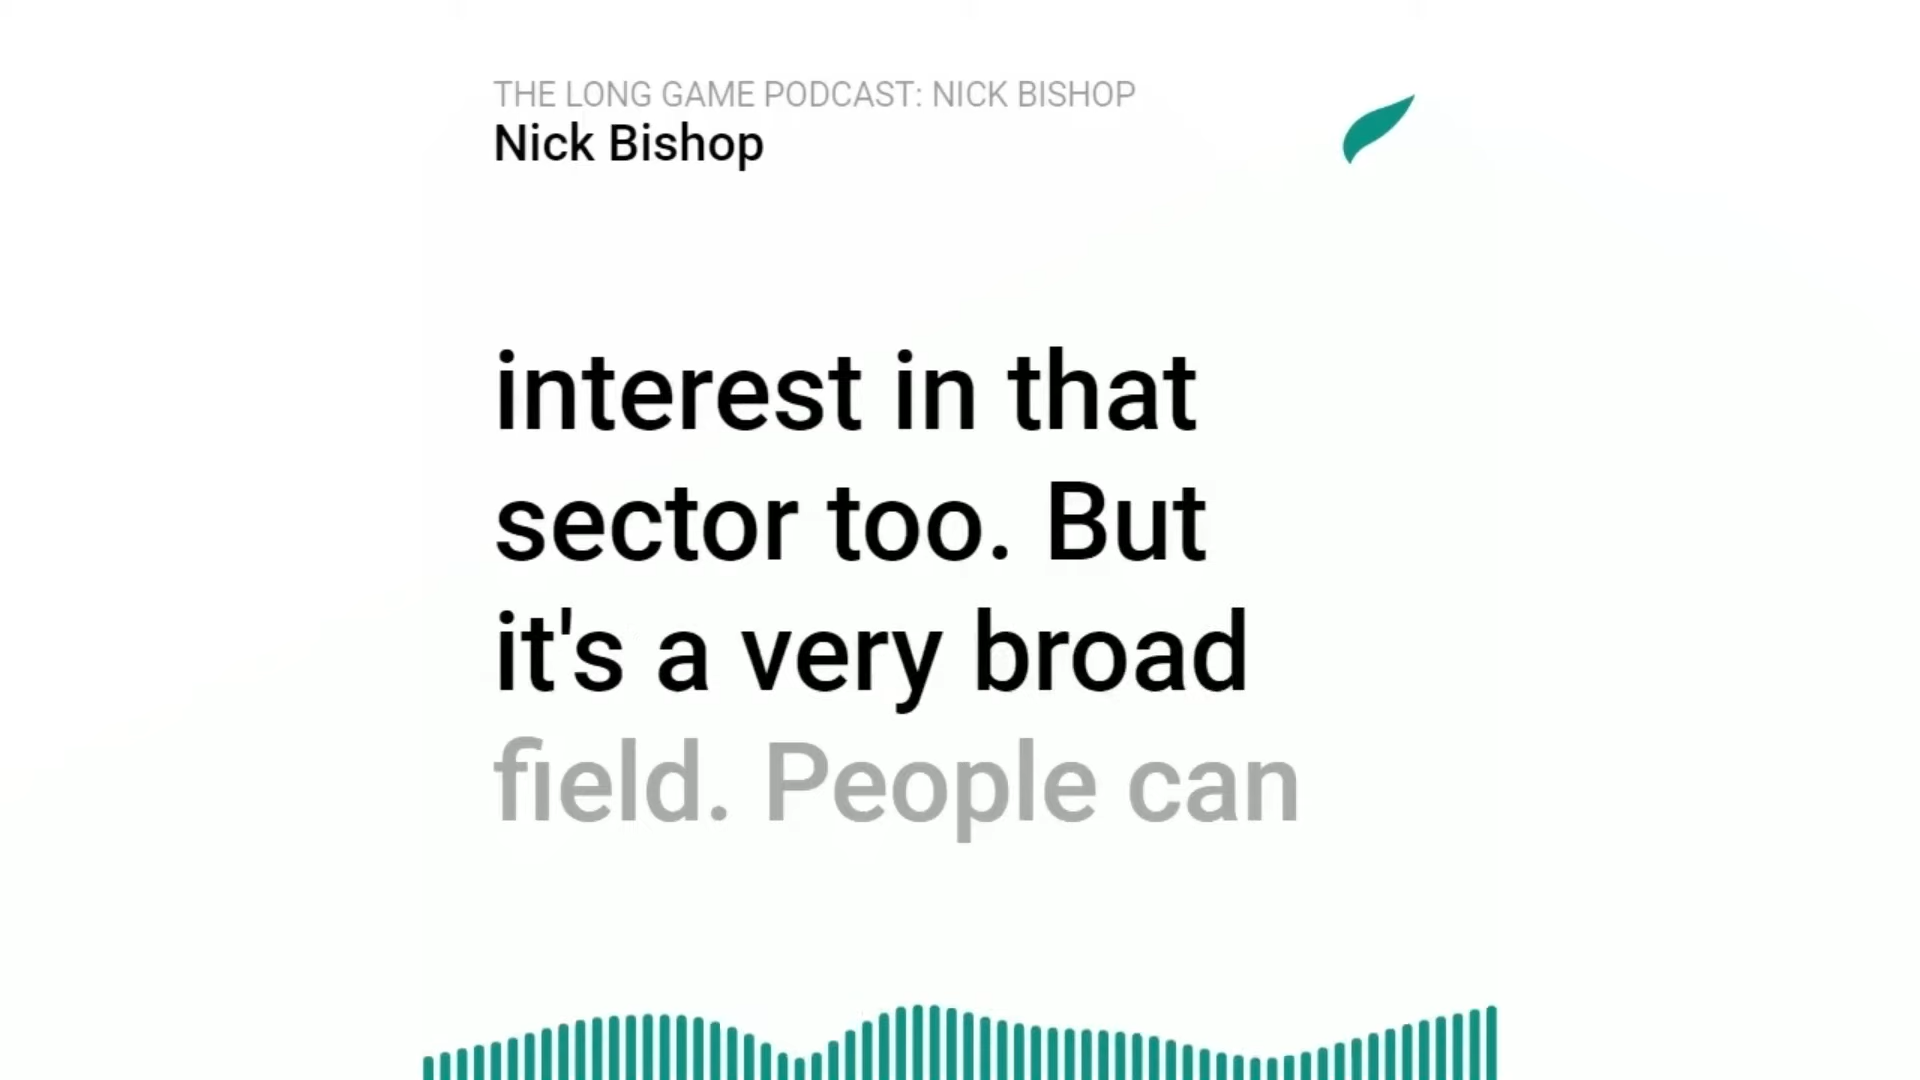 THE LONG GAME PODCAST: NICK BISHOP
Nick Bishop
interest in that
sector too. But
it's a very broad
field. People can